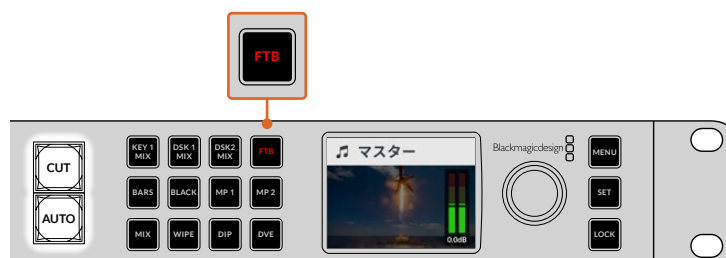 FTB
CUT
AUTO
KEY 1
MIX
DSK 1
MIX
DSK2
MIX
FTB
BARS
BLACK
MP 1
MP 2
MIX
WIPE
DIP
DVE
マスター
0.0dB
Blackmagicdesign
MENU
SET
LOCK